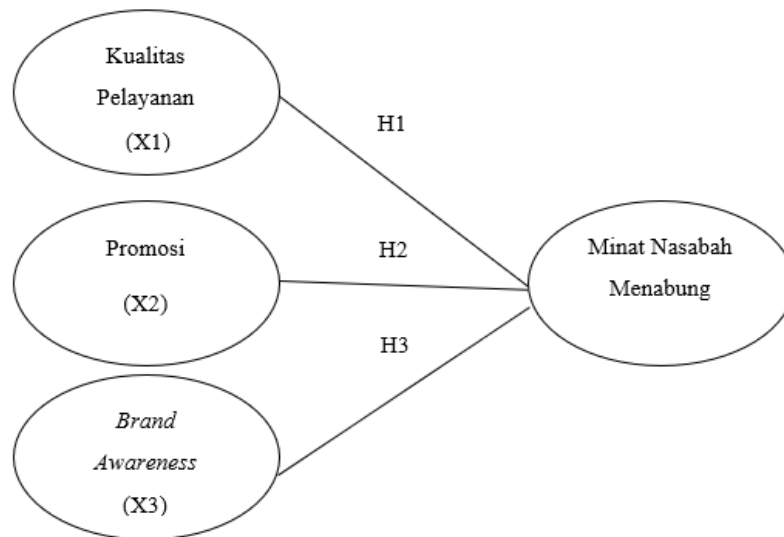 Kualitas
Pelayanan
(X1)
H1
Promosi
(X2)
H2
Minat Nasabah
Menabung
H3
Brand
Awareness
(X3)